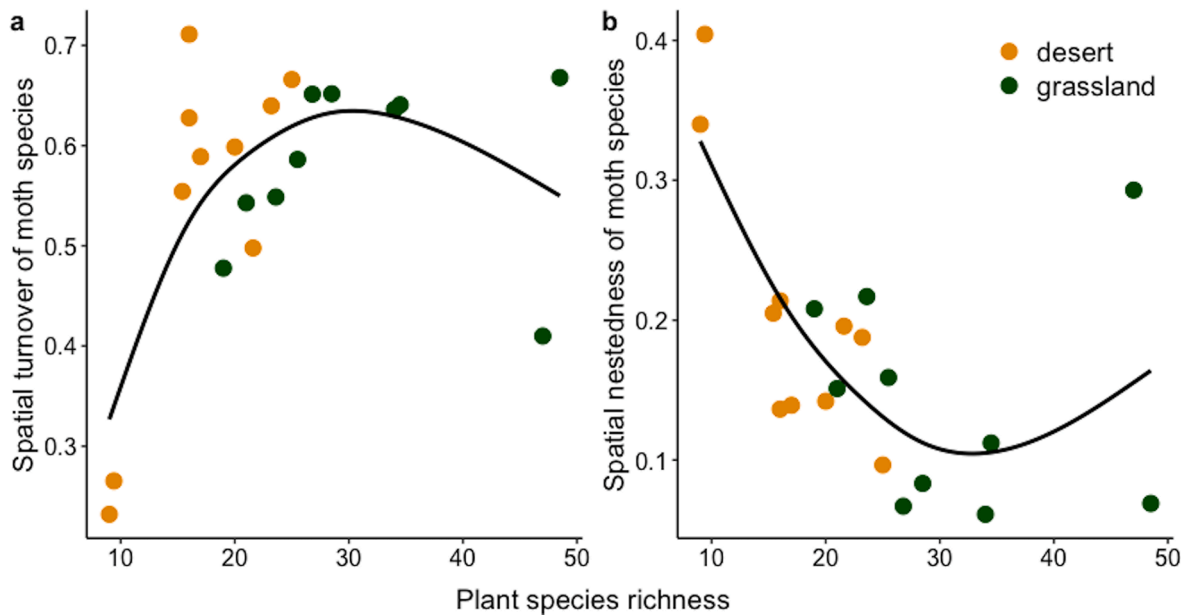 a
Spatial turnover of moth species
0.7
0.6
0.5
0.4
0.3
10 20 30 40 50
b
Spatial nestedness of moth species
0.4
0.3
0.2
0.1
10 20 30 40 50
desert
grassland
Plant species richness